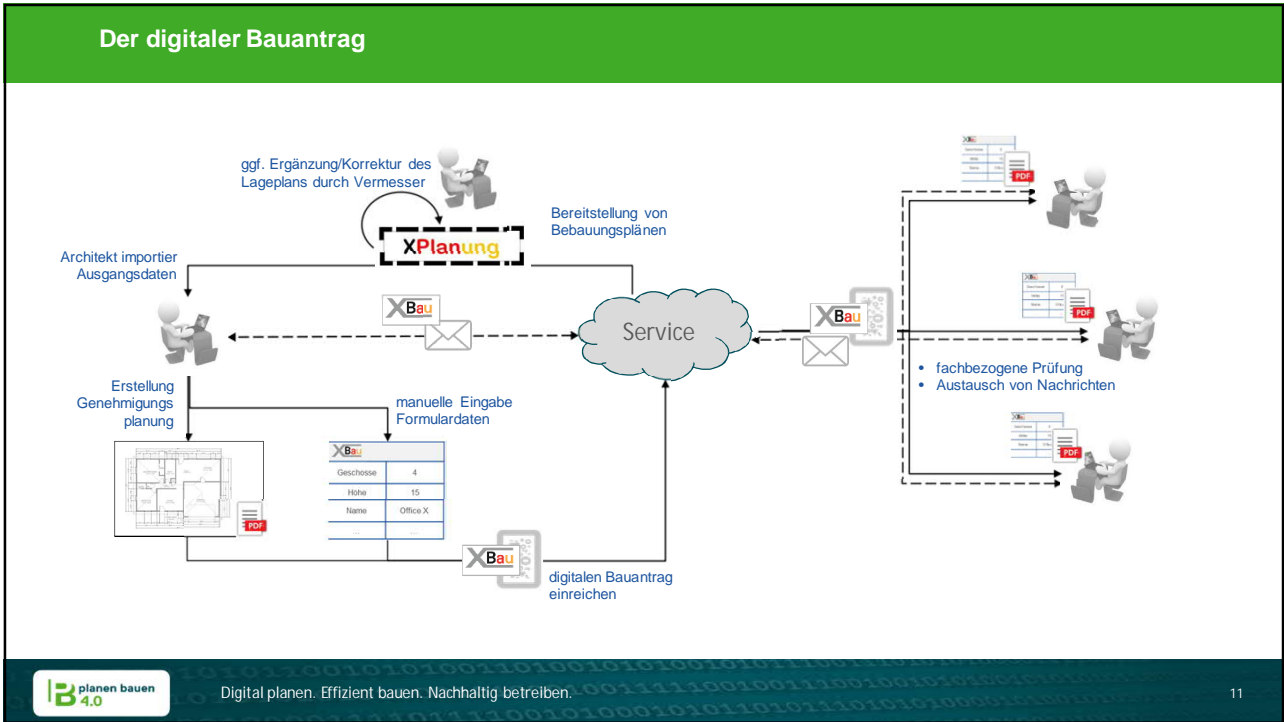 Der digitaler Bauantrag
ggf. Ergänzung/Korrektur des
Lageplans durch Vermesser
XPlanung
Bereitstellung von
Bebauungsplänen
Architekt importier
Ausgangsdaten
XBau
Service
XBau
Erstellung
Genehmigungs
planung
manuelle Eingabe
Formulardaten
PDF
XBau
Geschosse 4
Höhe 15
Name Office X
... ...
XBau
digitalen Bauantrag
einreichen
XBau
PDF
XBau
PDF
• fachbezogene Prüfung
• Austausch von Nachrichten
XBau
PDF
planen bauen
4.0
Digital planen. Effizient bauen. Nachhaltig betreiben.
11